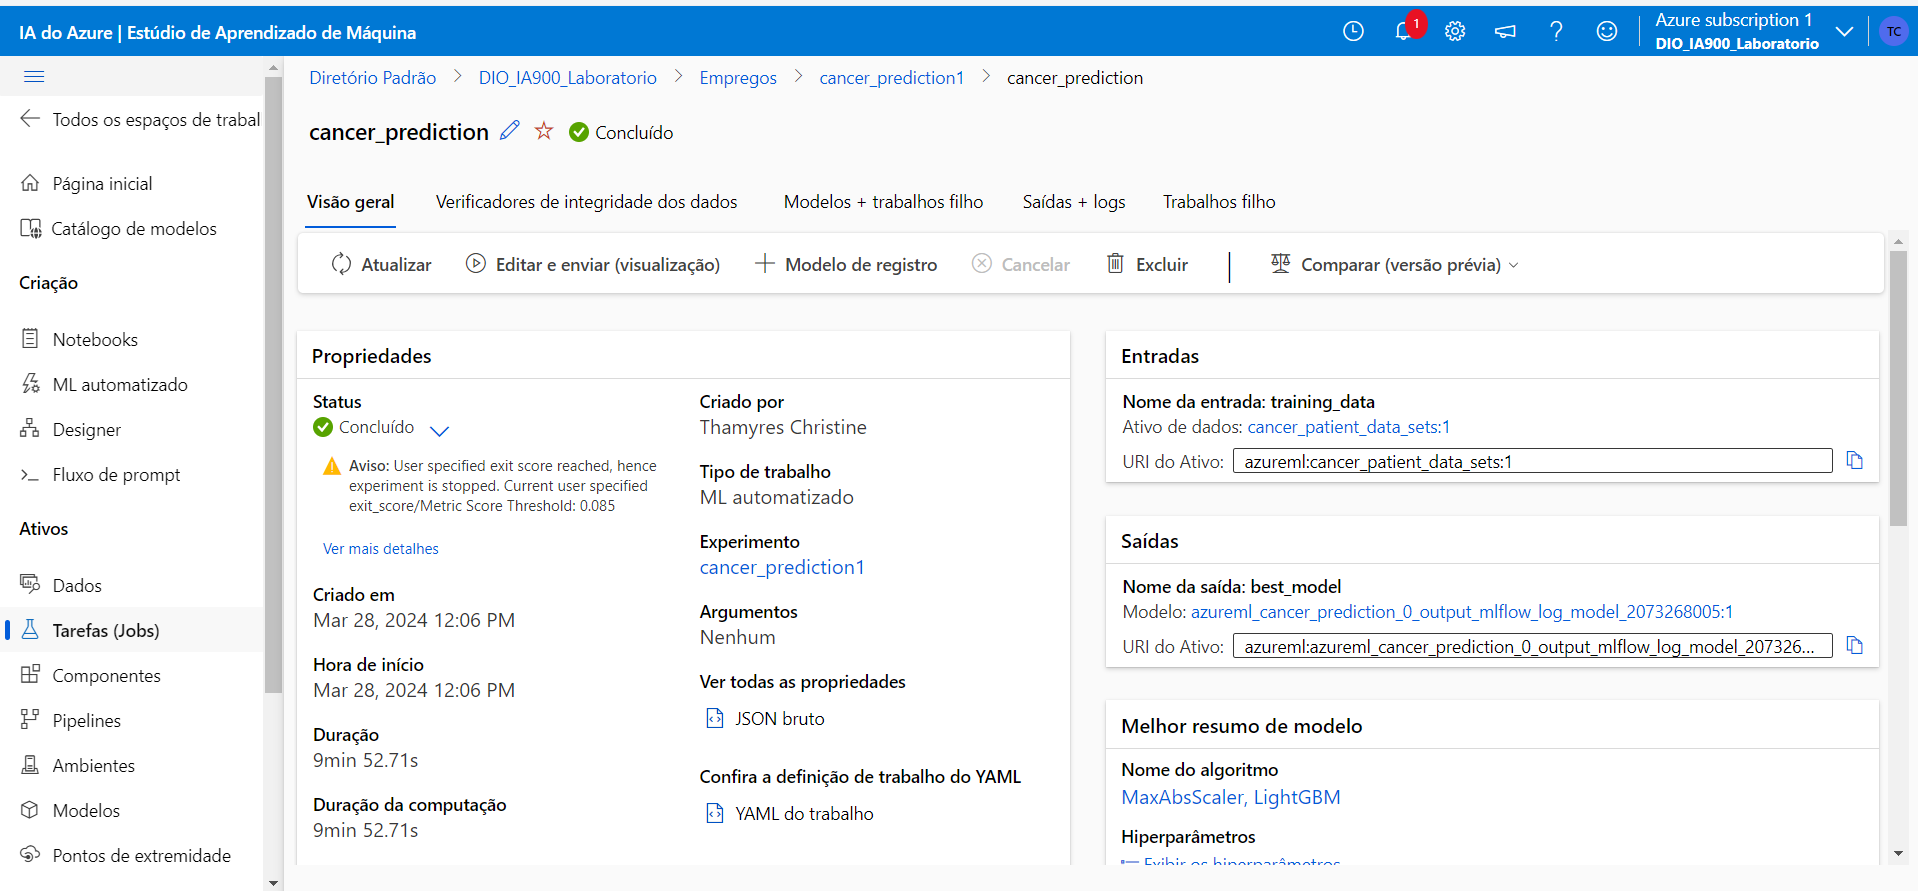 IA do Azure | Estúdio de Aprendizado de Máquina
1
Azure subscription 1
DIO_IA900_Laboratorio
TC
Todos os espaços de trabal
Página inicial
Catálogo de modelos
Criação
Notebooks
ML automatizado
Designer
Fluxo de prompt
Ativos
Dados
Tarefas (Jobs)
Componentes
Pipelines
Ambientes
Modelos
Pontos de extremidade
Diretório Padrão > DIO_IA900_Laboratorio > Empregos > cancer_prediction1 > cancer_prediction
cancer_prediction Concluído
Visão geral Verificadores de integridade dos dados Modelos + trabalhos filho Saídas + logs Trabalhos filho
Atualizar Editar e enviar (visualização) Modelo de registro Cancelar Excluir Comparar (versão prévia)
Propriedades
Status
Concluído
Aviso: User specified exit score reached, hence
experiment is stopped. Current user specified
exit_score/Metric Score Threshold: 0.085
Ver mais detalhes
Criado em
Mar 28, 2024 12:06 PM
Hora de início
Mar 28, 2024 12:06 PM
Duração
9min 52.71s
Duração da computação
9min 52.71s
Criado por
Thamyres Christine
Tipo de trabalho
ML automatizado
Experimento
cancer_prediction1
Argumentos
Nenhum
Ver todas as propriedades
JSON bruto
Confira a definição de trabalho do YAML
YAML do trabalho
Entradas
Nome da entrada: training_data
Ativo de dados: cancer_patient_data_sets:1
URI do Ativo: azureml:cancer_patient_data_sets:1
Saídas
Nome da saída: best_model
Modelo: azureml_cancer_prediction_0_output_mlflow_log_model_2073268005:1
URI do Ativo: azureml:azureml_cancer_prediction_0_output_mlflow_log_model_207326...
Melhor resumo de modelo
Nome do algoritmo
MaxAbsScaler, LightGBM
Hiperparâmetros
Exibir os hiperparâmetros